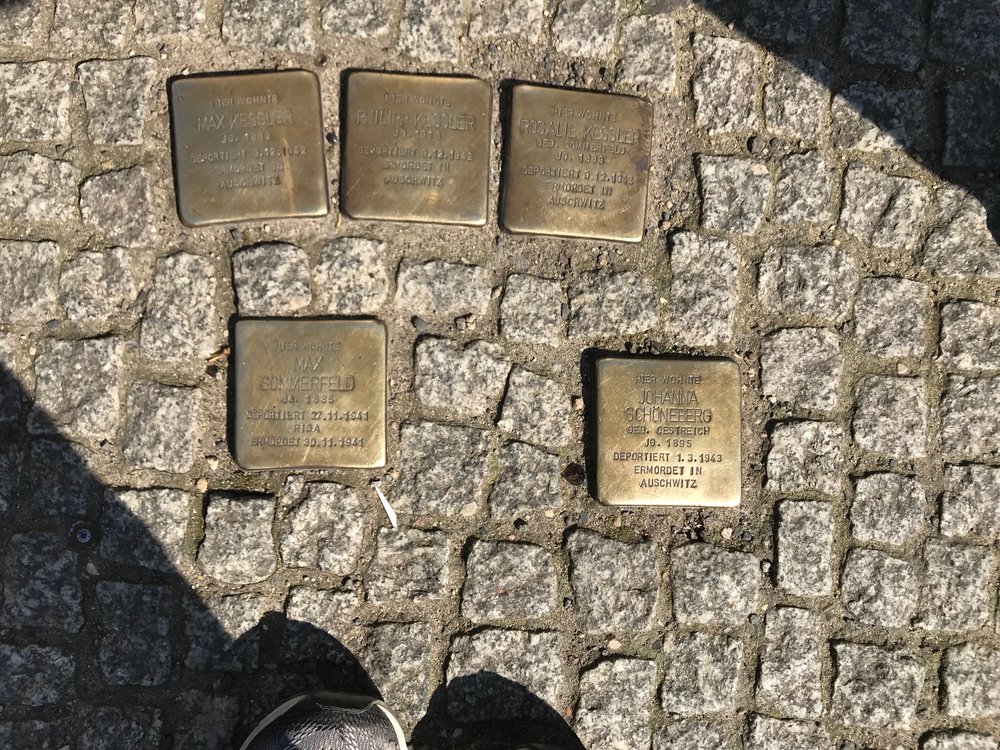 HIER WOHNTE
MAX KESSLER
JG. 1882
DEPORTIERT 9.12.1942
ERMORDET IN
AUSCHWITZ
HIER WOHNTE
PHILIPP KESSLER
JG.
DEPORTIERT 9.12.1942
ERMORDET IN
AUSCHWITZ
HIER WOHNTE
ROSALIE KESSLER
GEB. SOMMERFELD
JG.
DEPORTIERT 9.12.1942
ERMORDET IN
AUSCHWITZ
HIER WOHNTE
MAX
SOMMERFELD
JG. 1885
DEPORTIERT 27.11.1941
RIGA
ERMORDET 30.11.1941
HIER WOHNTE
JOHANNA
SCHÖNEBERG
GEB. OESTREICH
JG. 1895
DEPORTIERT 1.3.1943
ERMORDET IN
AUSCHWITZ